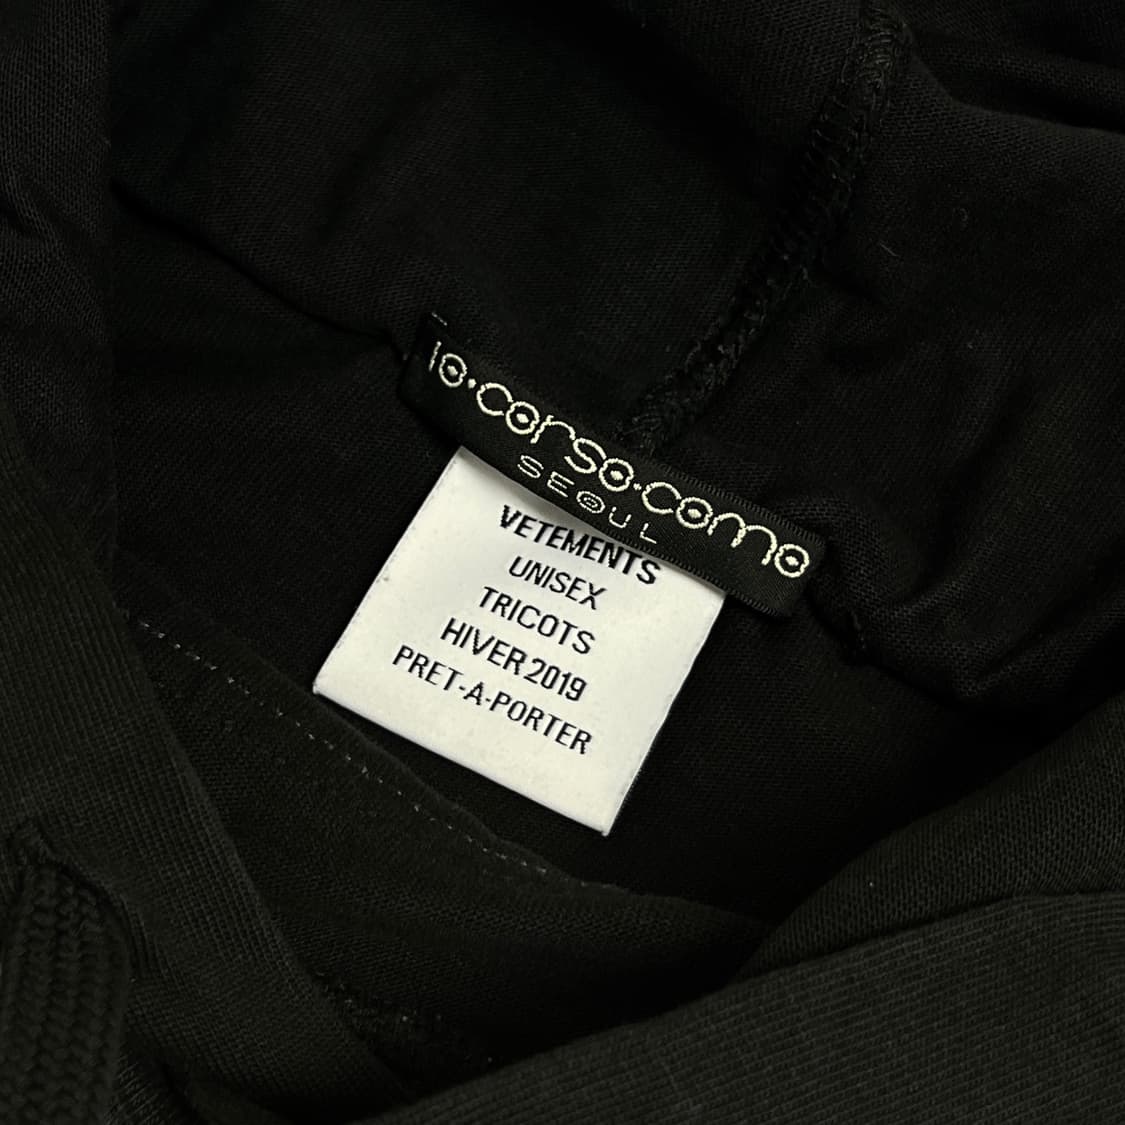 10·corso·como
SEOUL
VETEMENTS
UNISEX
TRICOTS
HIVER 2019
PRET-A-PORTER